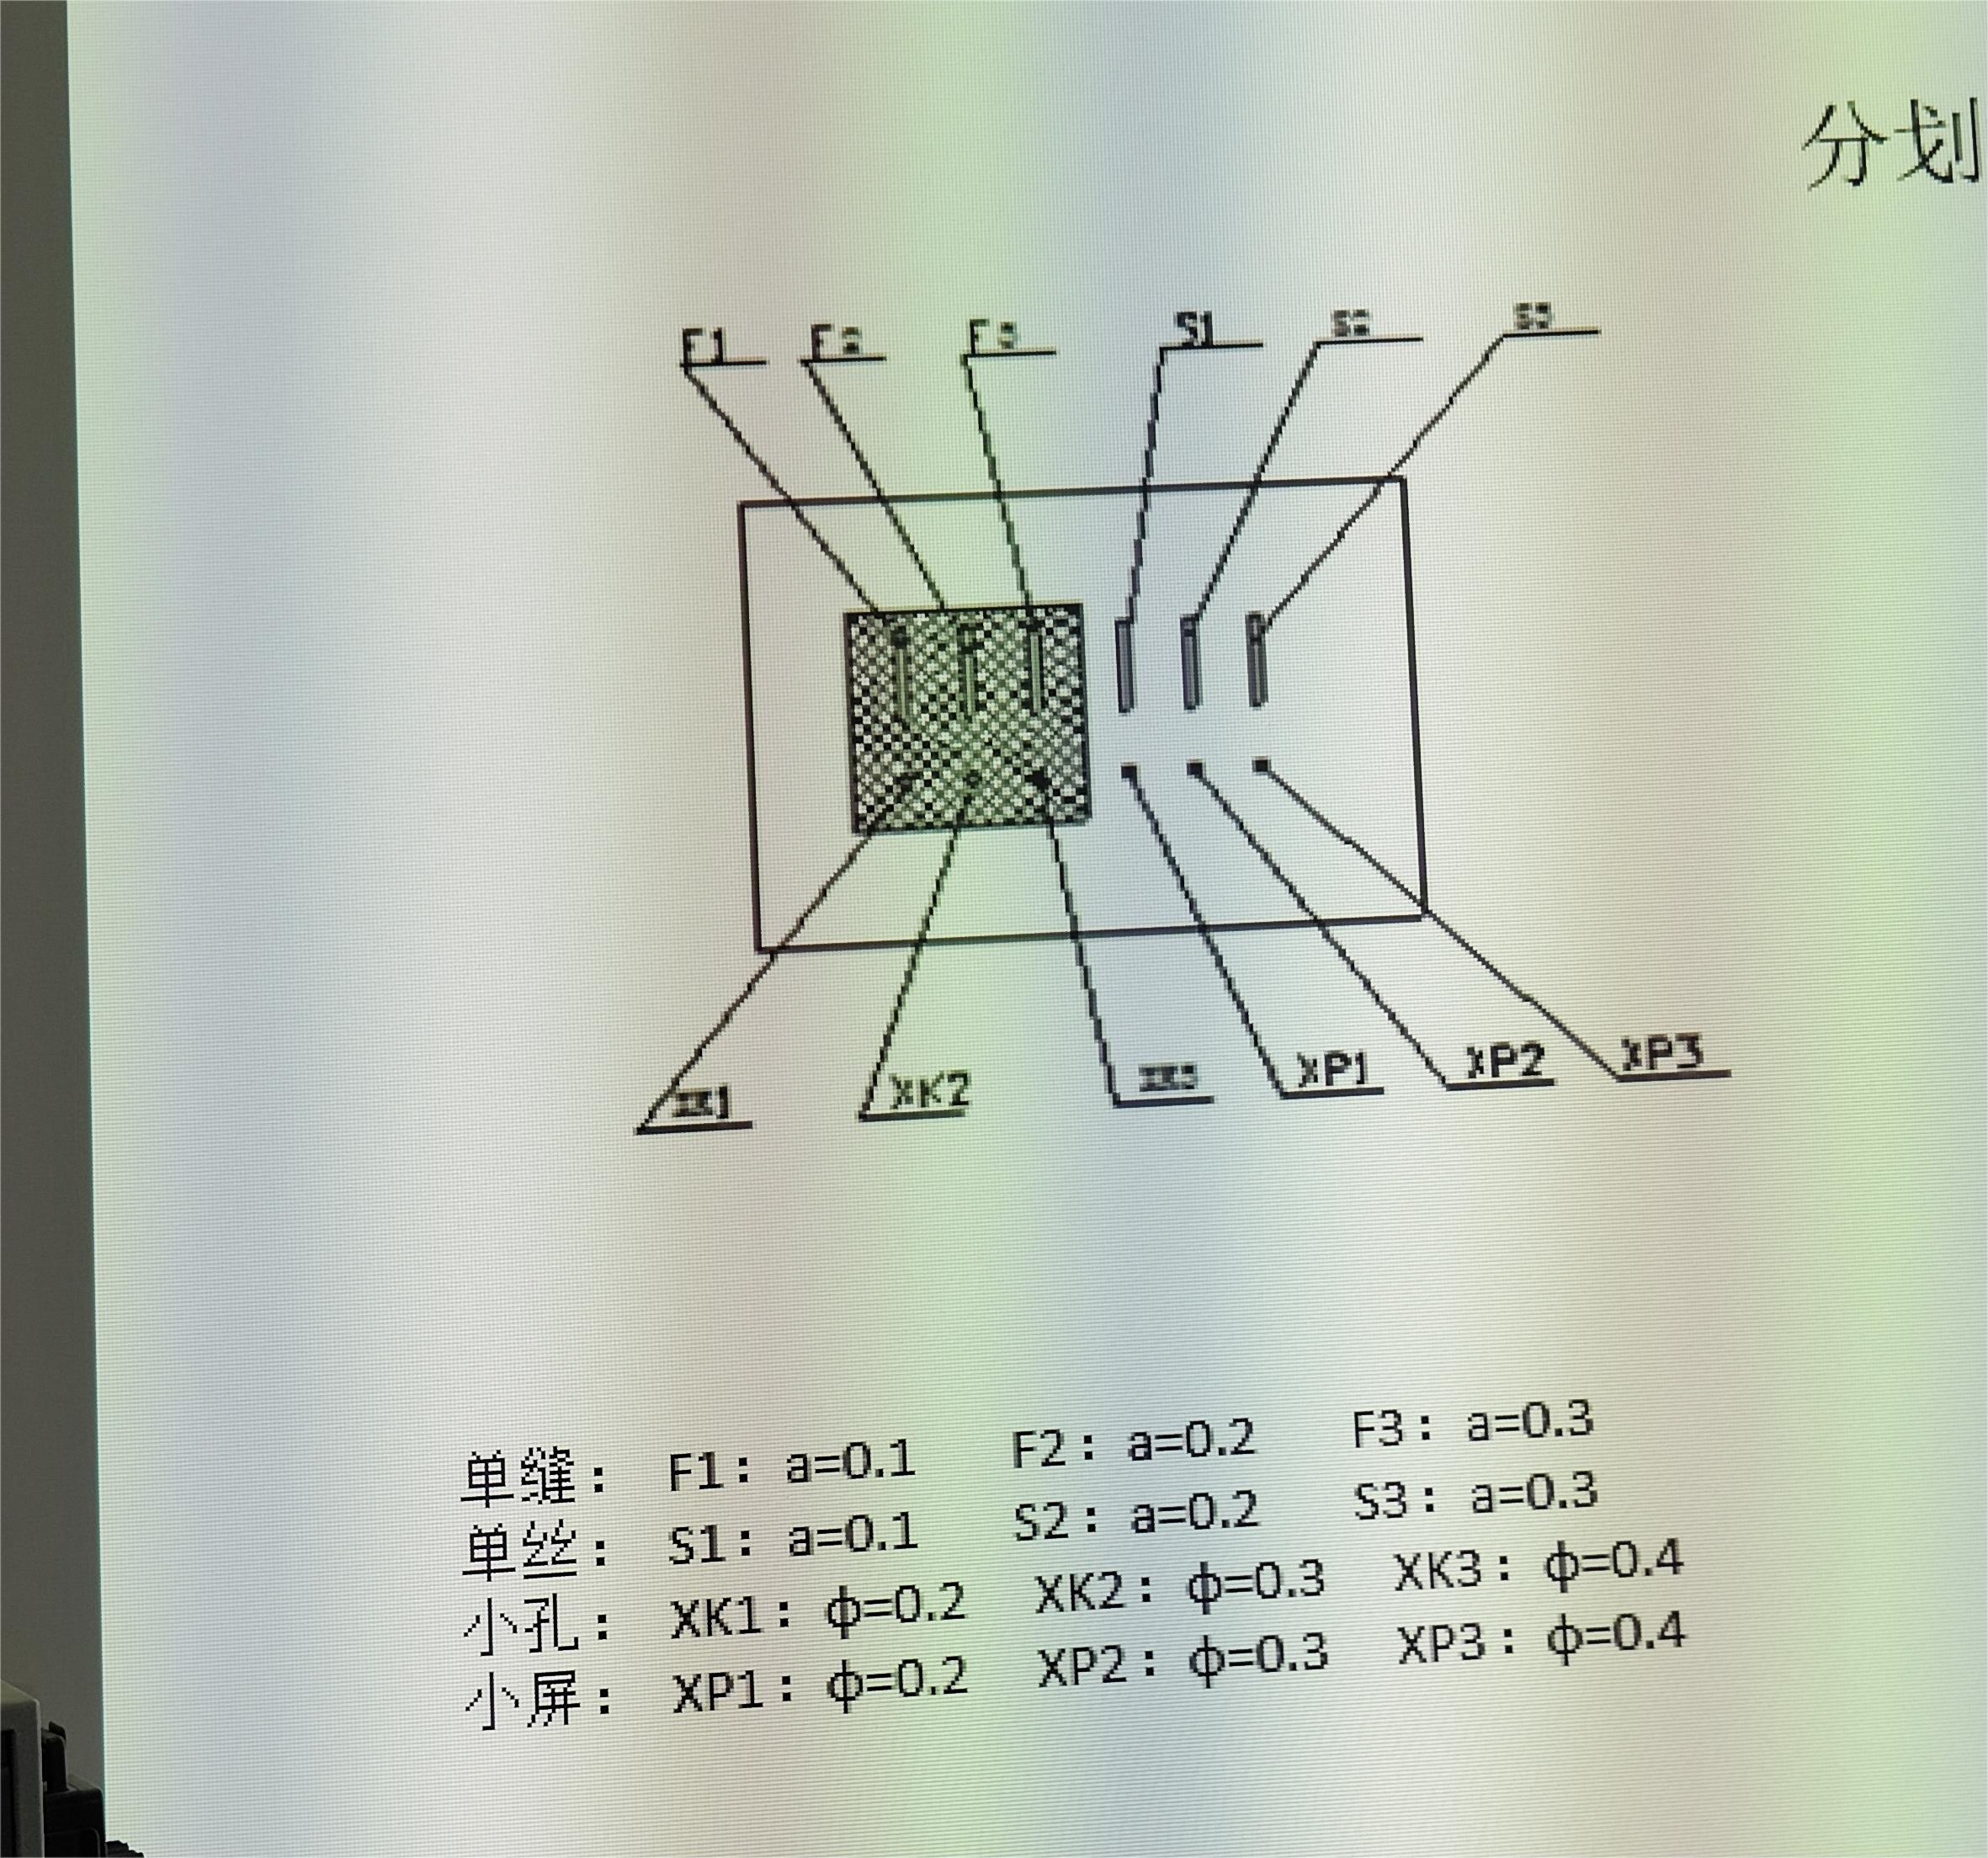 分划
F1 F2 F3 S1 S2 S3
XK1 XK2 XK3 XP1 XP2 XP3
单缝： F1：a=0.1 F2：a=0.2 F3：a=0.3
单丝： S1：a=0.1 S2：a=0.2 S3：a=0.3
小孔： XK1：ф=0.2 XK2：ф=0.3 XK3：ф=0.4
小屏： XP1：ф=0.2 XP2：ф=0.3 XP3：ф=0.4